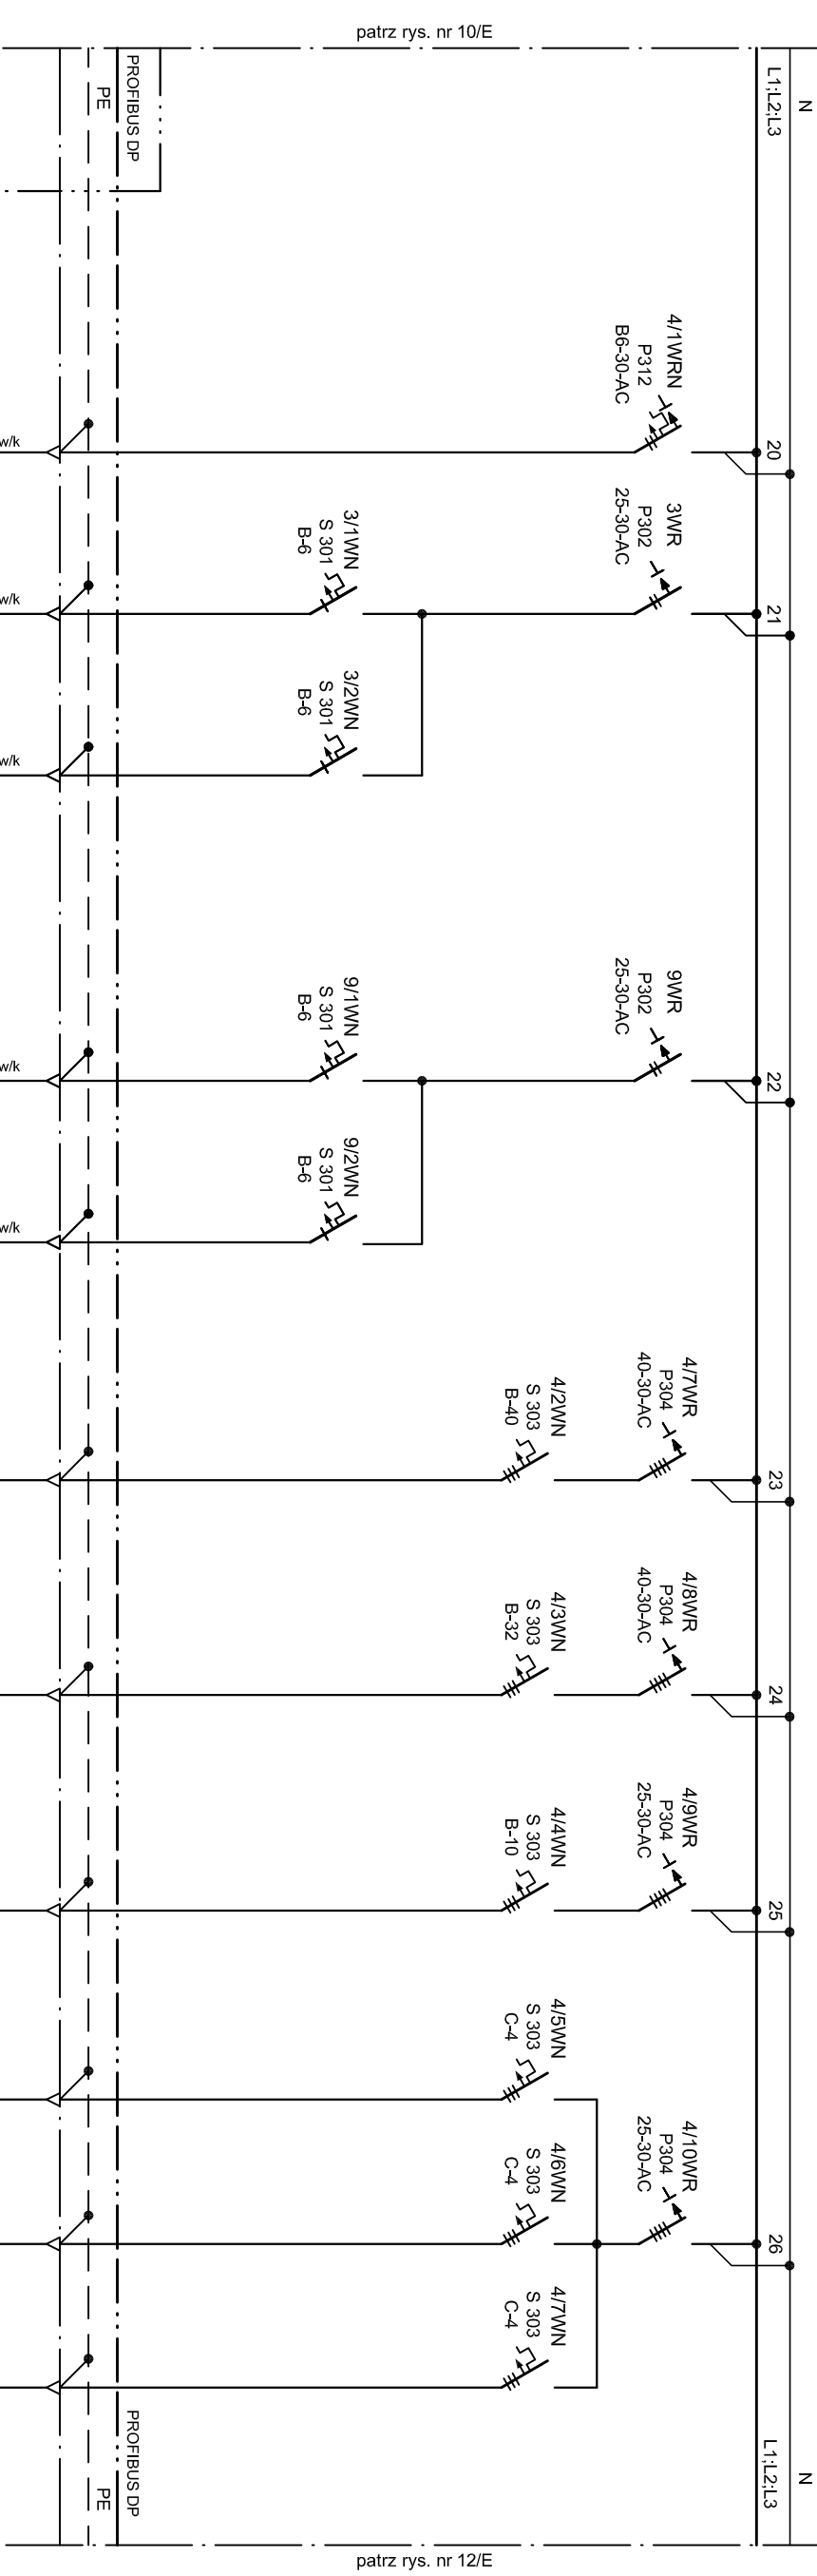 patrz rys. nr 10/E
N
L1;L2;L3
PROFIBUS DP
PE
20
4/1WRN
P312
B6-30-AC
w/k
21
3WR
P302
25-30-AC
3/1WN
S 301
B-6
w/k
3/2WN
S 301
B-6
w/k
22
9WR
P302
25-30-AC
9/1WN
S 301
B-6
w/k
9/2WN
S 301
B-6
w/k
23
4/7WR
P304
40-30-AC
4/2WN
S 303
B-40
24
4/8WR
P304
40-30-AC
4/3WN
S 303
B-32
25
4/9WR
P304
25-30-AC
4/4WN
S 303
B-10
26
4/10WR
P304
25-30-AC
4/5WN
S 303
C-4
4/6WN
S 303
C-4
4/7WN
S 303
C-4
N
L1;L2;L3
PROFIBUS DP
PE
patrz rys. nr 12/E